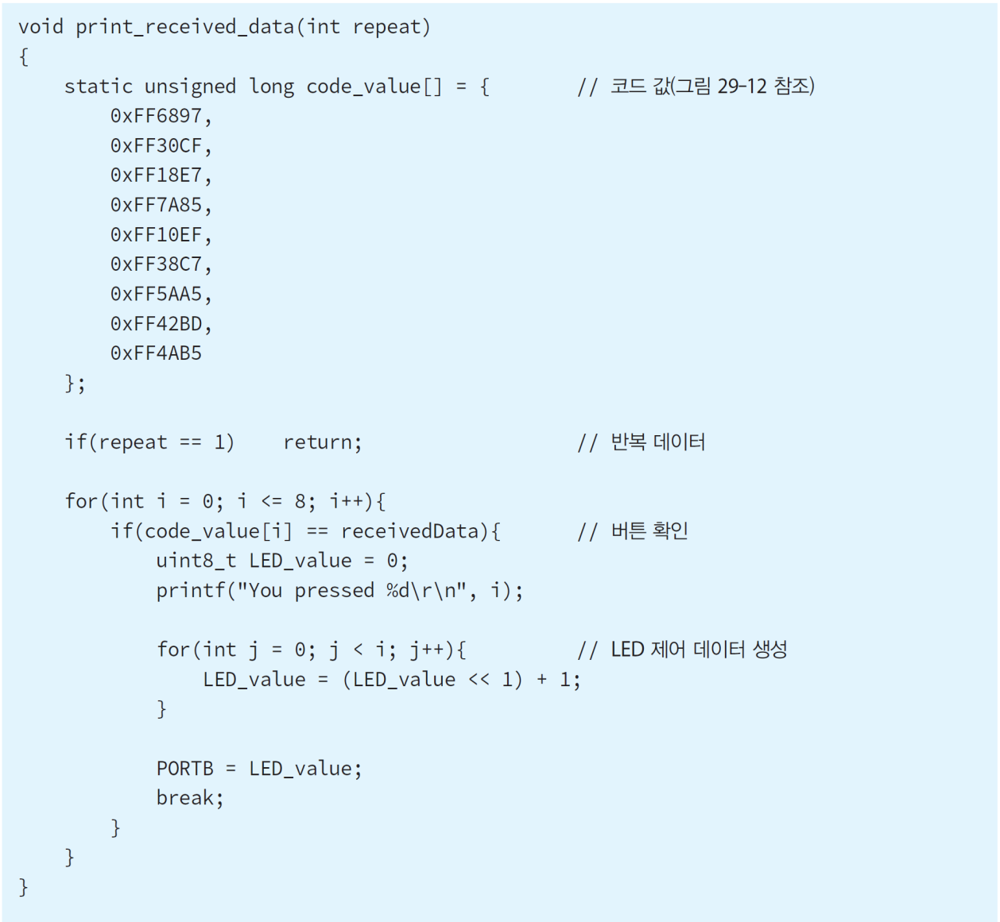 void print_received_data(int repeat)
{
    static unsigned long code_value[] = {        // 코드 값(그림 29-12 참조)
        0xFF6897,
        0xFF30CF,
        0xFF18E7,
        0xFF7A85,
        0xFF10EF,
        0xFF38C7,
        0xFF5AA5,
        0xFF42BD,
        0xFF4AB5
    };

    if(repeat == 1)    return;                   // 반복 데이터

    for(int i = 0; i <= 8; i++){
        if(code_value[i] == receivedData){       // 버튼 확인
            uint8_t LED_value = 0;
            printf("You pressed %d\r\n", i);

            for(int j = 0; j < i; j++){          // LED 제어 데이터 생성
                LED_value = (LED_value << 1) + 1;
            }

            PORTB = LED_value;
            break;
        }
    }
}